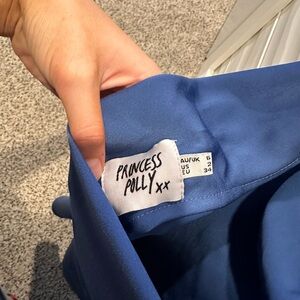 PRINCESS
POLLY xx
AU/UK 6
US 2
EU 34